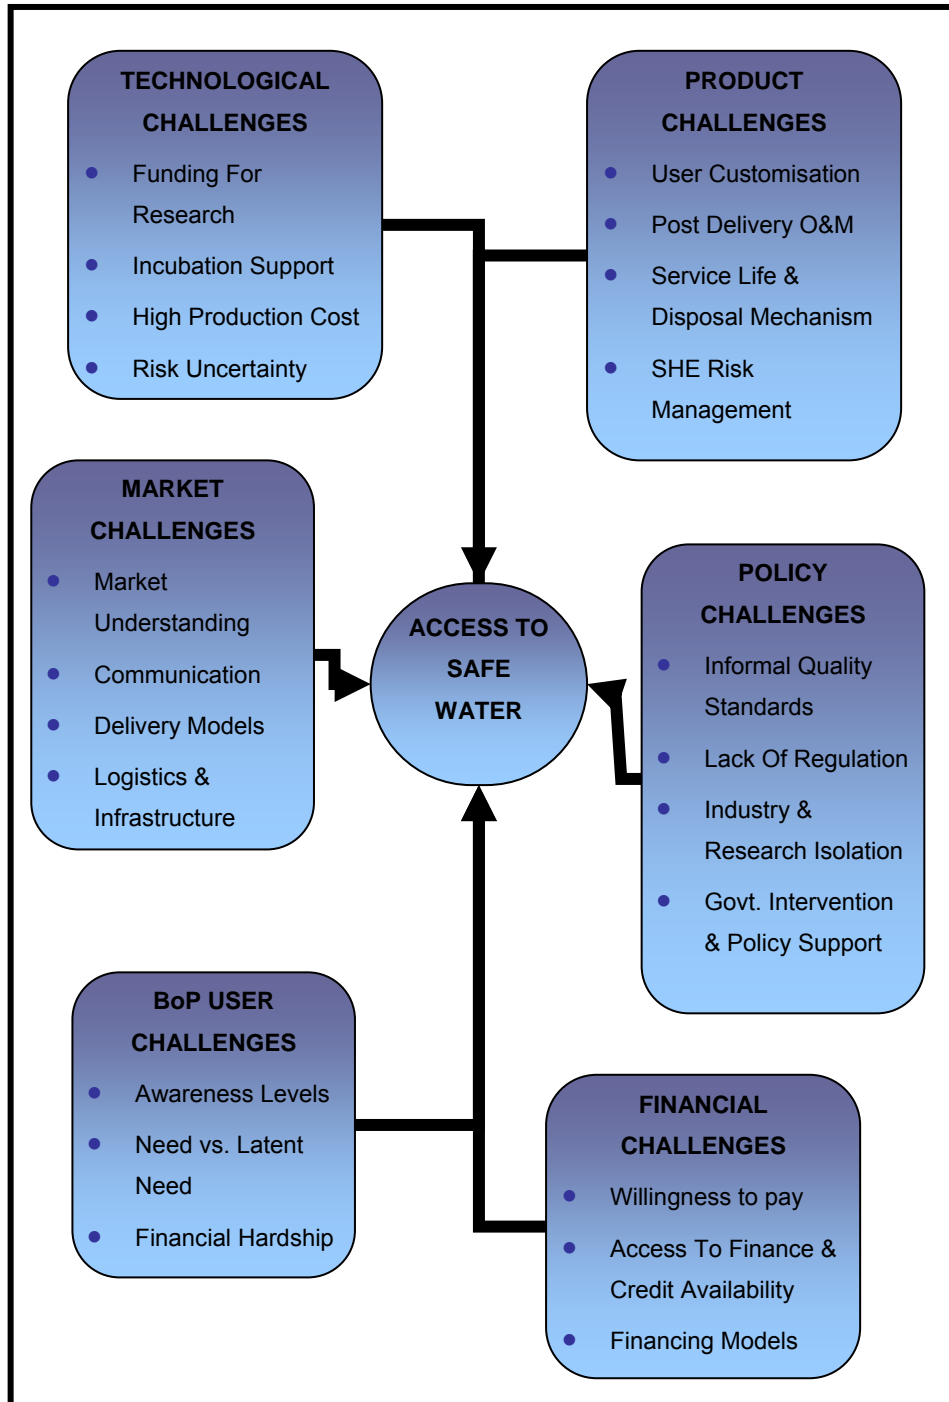 TECHNOLOGICAL
CHALLENGES
Funding For
Research
Incubation Support
High Production Cost
Risk Uncertainty
PRODUCT
CHALLENGES
User Customisation
Post Delivery O&M
Service Life &
Disposal Mechanism
SHE Risk
Management
MARKET
CHALLENGES
Market
Understanding
Communication
Delivery Models
Logistics &
Infrastructure
ACCESS TO
SAFE
WATER
POLICY
CHALLENGES
Informal Quality
Standards
Lack Of Regulation
Industry &
Research Isolation
Govt. Intervention
& Policy Support
BoP USER
CHALLENGES
Awareness Levels
Need vs. Latent
Need
Financial Hardship
FINANCIAL
CHALLENGES
Willingness to pay
Access To Finance &
Credit Availability
Financing Models